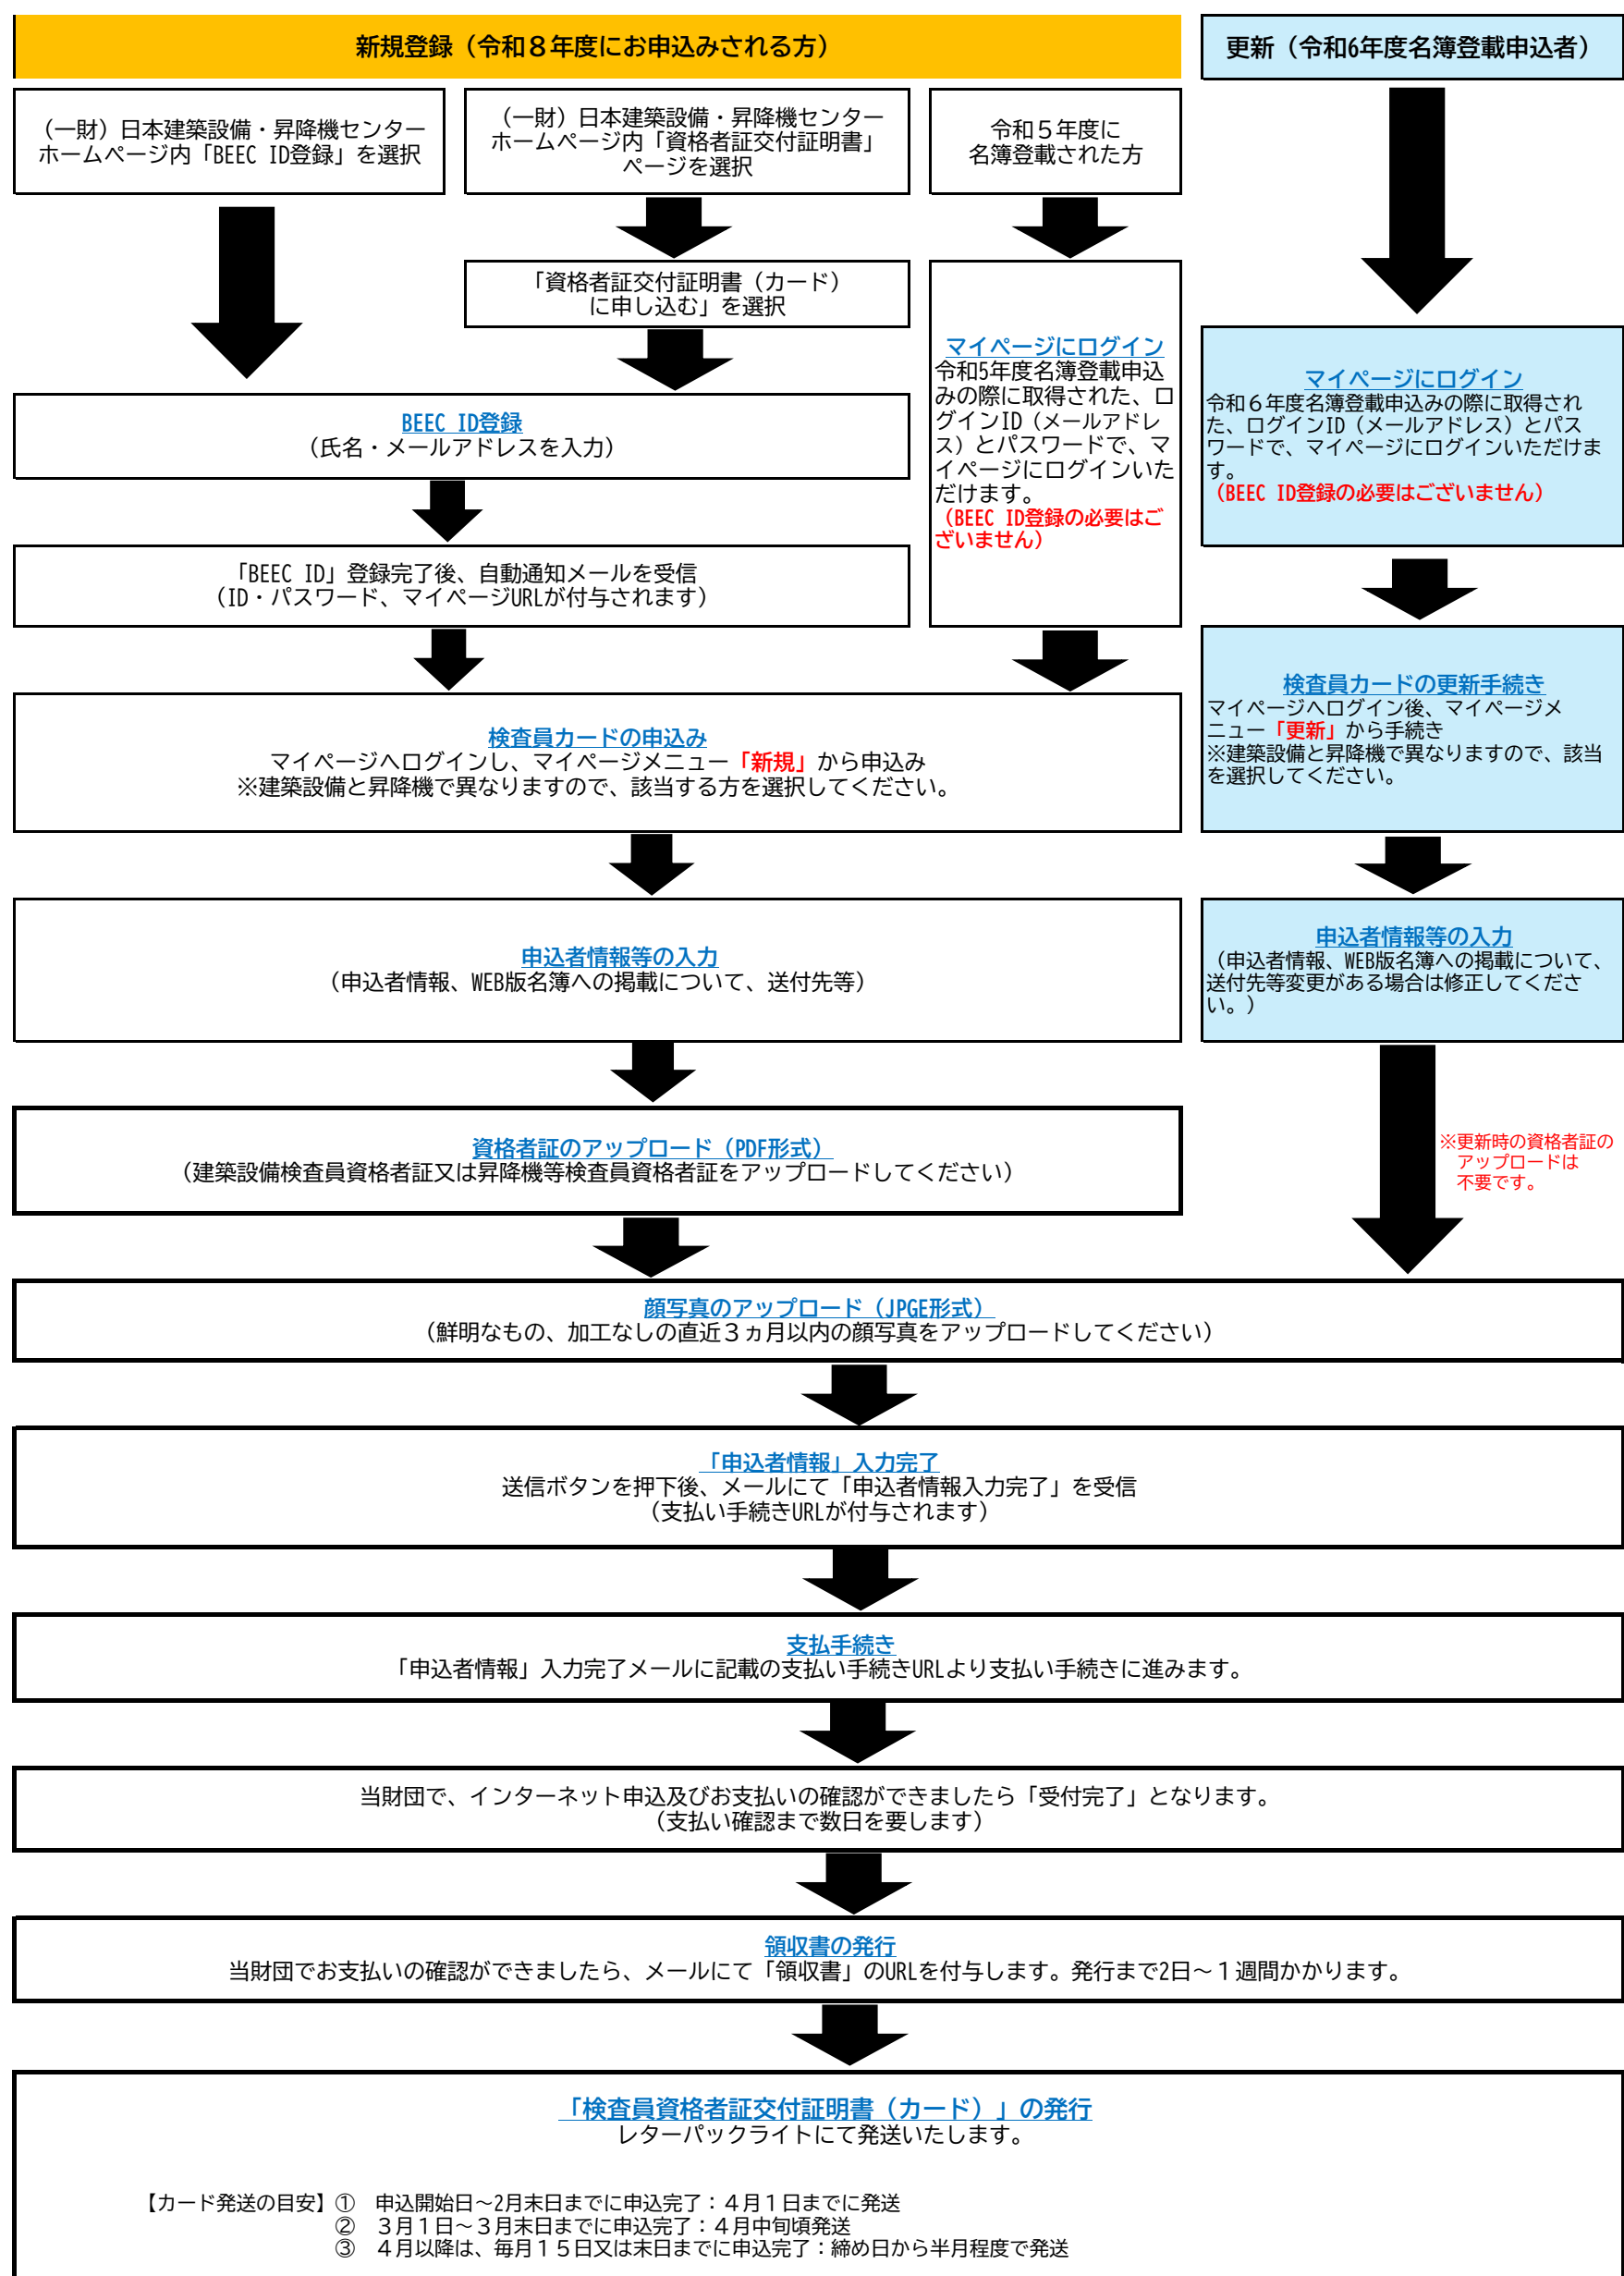 新規登録（令和８年度にお申込みされる方）
更新（令和6年度名簿登載申込者）
（一財）日本建築設備・昇降機センター
ホームページ内「BEEC ID登録」を選択
（一財）日本建築設備・昇降機センター
ホームページ内「資格者証交付証明書」
ページを選択
令和５年度に
名簿登載された方
「資格者証交付証明書（カード）
に申し込む」を選択
マイページにログイン
令和5年度名簿登載申込
みの際に取得された、ロ
グインID（メールアドレ
ス）とパスワードで、マ
イページにログインいた
だけます。
（BEEC ID登録の必要はご
ざいません）
マイページにログイン
令和６年度名簿登載申込みの際に取得され
た、ログインID（メールアドレス）とパス
ワードで、マイページにログインいただけま
す。
（BEEC ID登録の必要はございません）
BEEC ID登録
（氏名・メールアドレスを入力）
「BEEC ID」登録完了後、自動通知メールを受信
（ID・パスワード、マイページURLが付与されます）
検査員カードの申込み
マイページへログインし、マイページメニュー「新規」から申込み
※建築設備と昇降機で異なりますので、該当する方を選択してください。
検査員カードの更新手続き
マイページへログイン後、マイページメ
ニュー「更新」から手続き
※建築設備と昇降機で異なりますので、該当
を選択してください。
申込者情報等の入力
（申込者情報、WEB版名簿への掲載について、送付先等）
申込者情報等の入力
（申込者情報、WEB版名簿への掲載について、
送付先等変更がある場合は修正してくださ
い。）
資格者証のアップロード（PDF形式）
（建築設備検査員資格者証又は昇降機等検査員資格者証をアップロードしてください）
※更新時の資格者証の
アップロードは
不要です。
顔写真のアップロード（JPGE形式）
（鮮明なもの、加工なしの直近３ヵ月以内の顔写真をアップロードしてください）
「申込者情報」入力完了
送信ボタンを押下後、メールにて「申込者情報入力完了」を受信
（支払い手続きURLが付与されます）
支払手続き
「申込者情報」入力完了メールに記載の支払い手続きURLより支払い手続きに進みます。
当財団で、インターネット申込及びお支払いの確認ができましたら「受付完了」となります。
（支払い確認まで数日を要します）
領収書の発行
当財団でお支払いの確認ができましたら、メールにて「領収書」のURLを付与します。発行まで2日～１週間かかります。
「検査員資格者証交付証明書（カード）」の発行
レターパックライトにて発送いたします。
【カード発送の目安】①　申込開始日～2月末日までに申込完了：４月１日までに発送
②　３月１日～３月末日までに申込完了：４月中旬頃発送
③　４月以降は、毎月１５日又は末日までに申込完了：締め日から半月程度で発送